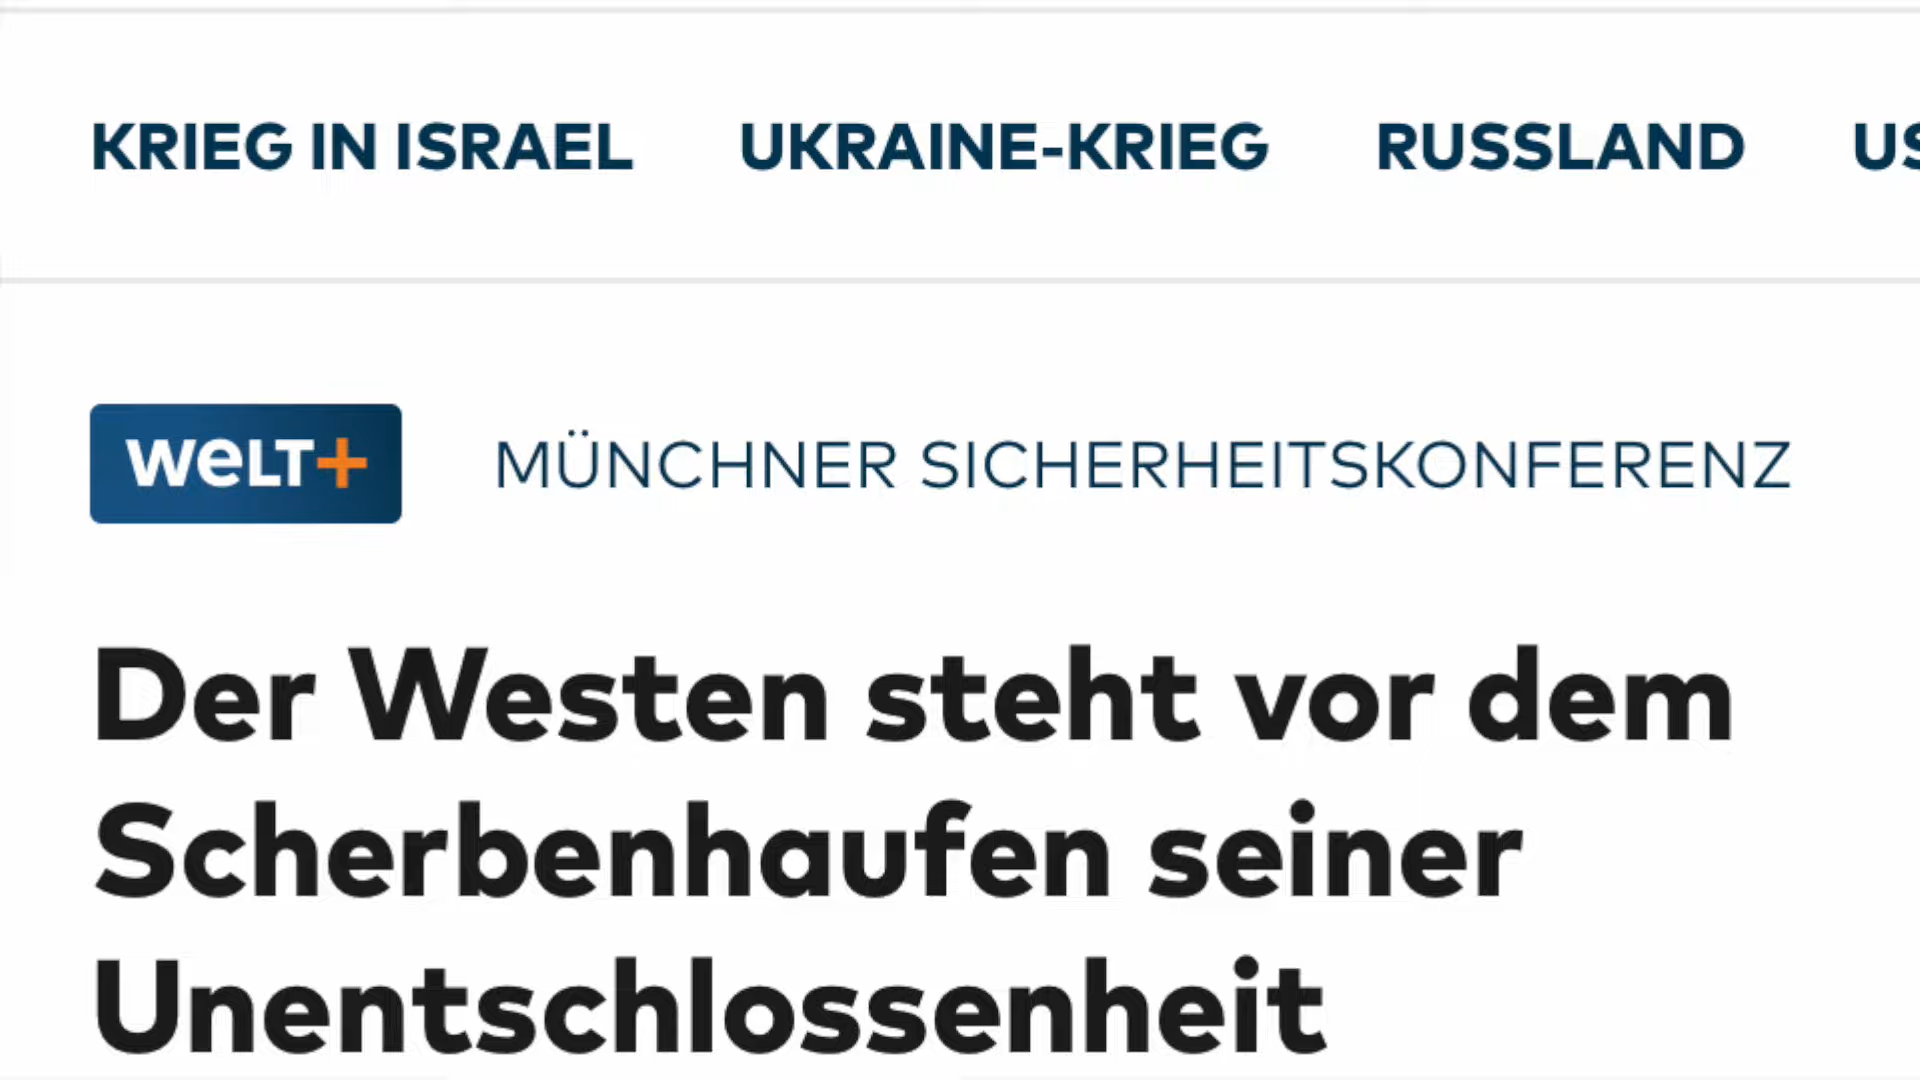 KRIEG IN ISRAEL UKRAINE-KRIEG RUSSLAND
WELT+ MÜNCHNER SICHERHEITSKONFERENZ
Der Westen steht vor dem
Scherbenhaufen seiner
Unentschlossenheit